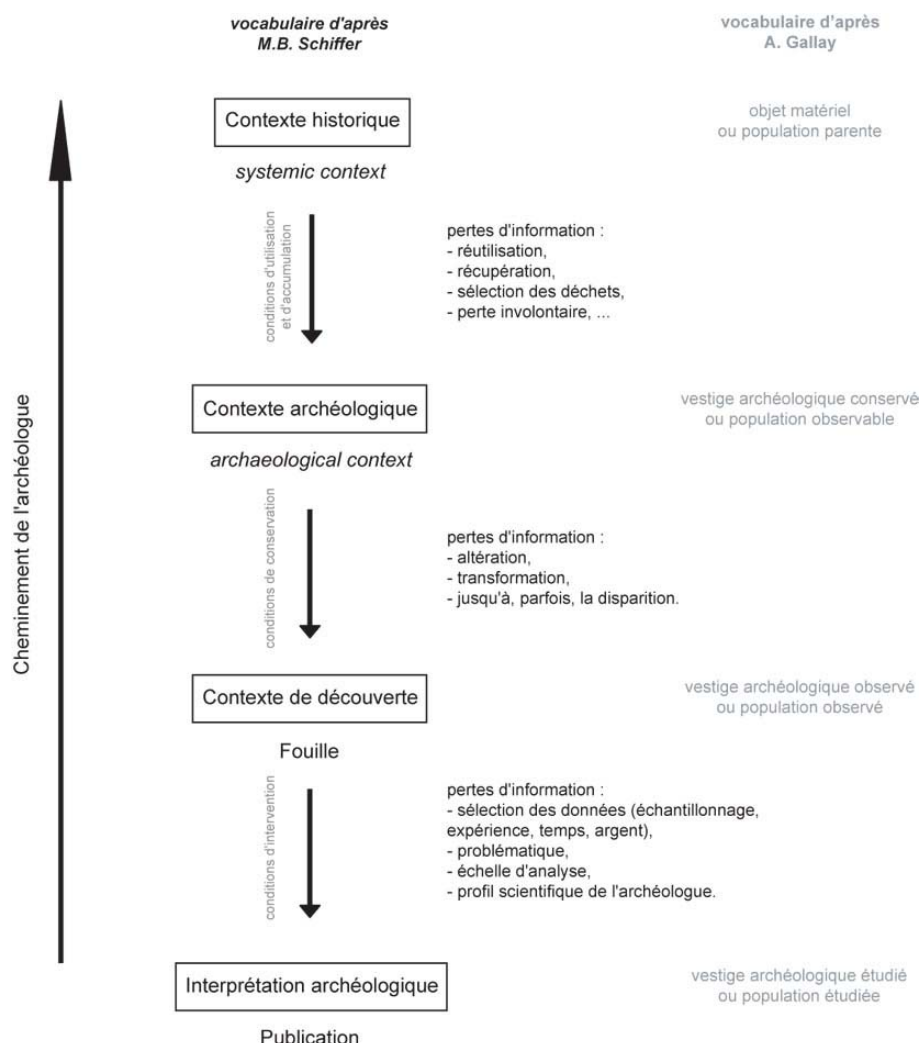 vocabulaire d'après
M.B. Schiffer
vocabulaire d'après
A. Gallay
Contexte historique
systemic context
objet matériel
ou population parente
conditions d'utilisation
et d'accumulation
pertes d'information :
- réutilisation,
- récupération,
- sélection des déchets,
- perte involontaire, ...
Cheminement de l'archéologue
Contexte archéologique
archaeological context
vestige archéologique conservé
ou population observable
conditions de conservation
pertes d'information :
- altération,
- transformation,
- jusqu'à, parfois, la disparition.
Contexte de découverte
Fouille
vestige archéologique observé
ou population observé
conditions d'intervention
pertes d'information :
- sélection des données (échantillonnage,
expérience, temps, argent),
- problématique,
- échelle d'analyse,
- profil scientifique de l'archéologue.
Interprétation archéologique
Publication
vestige archéologique étudié
ou population étudiée